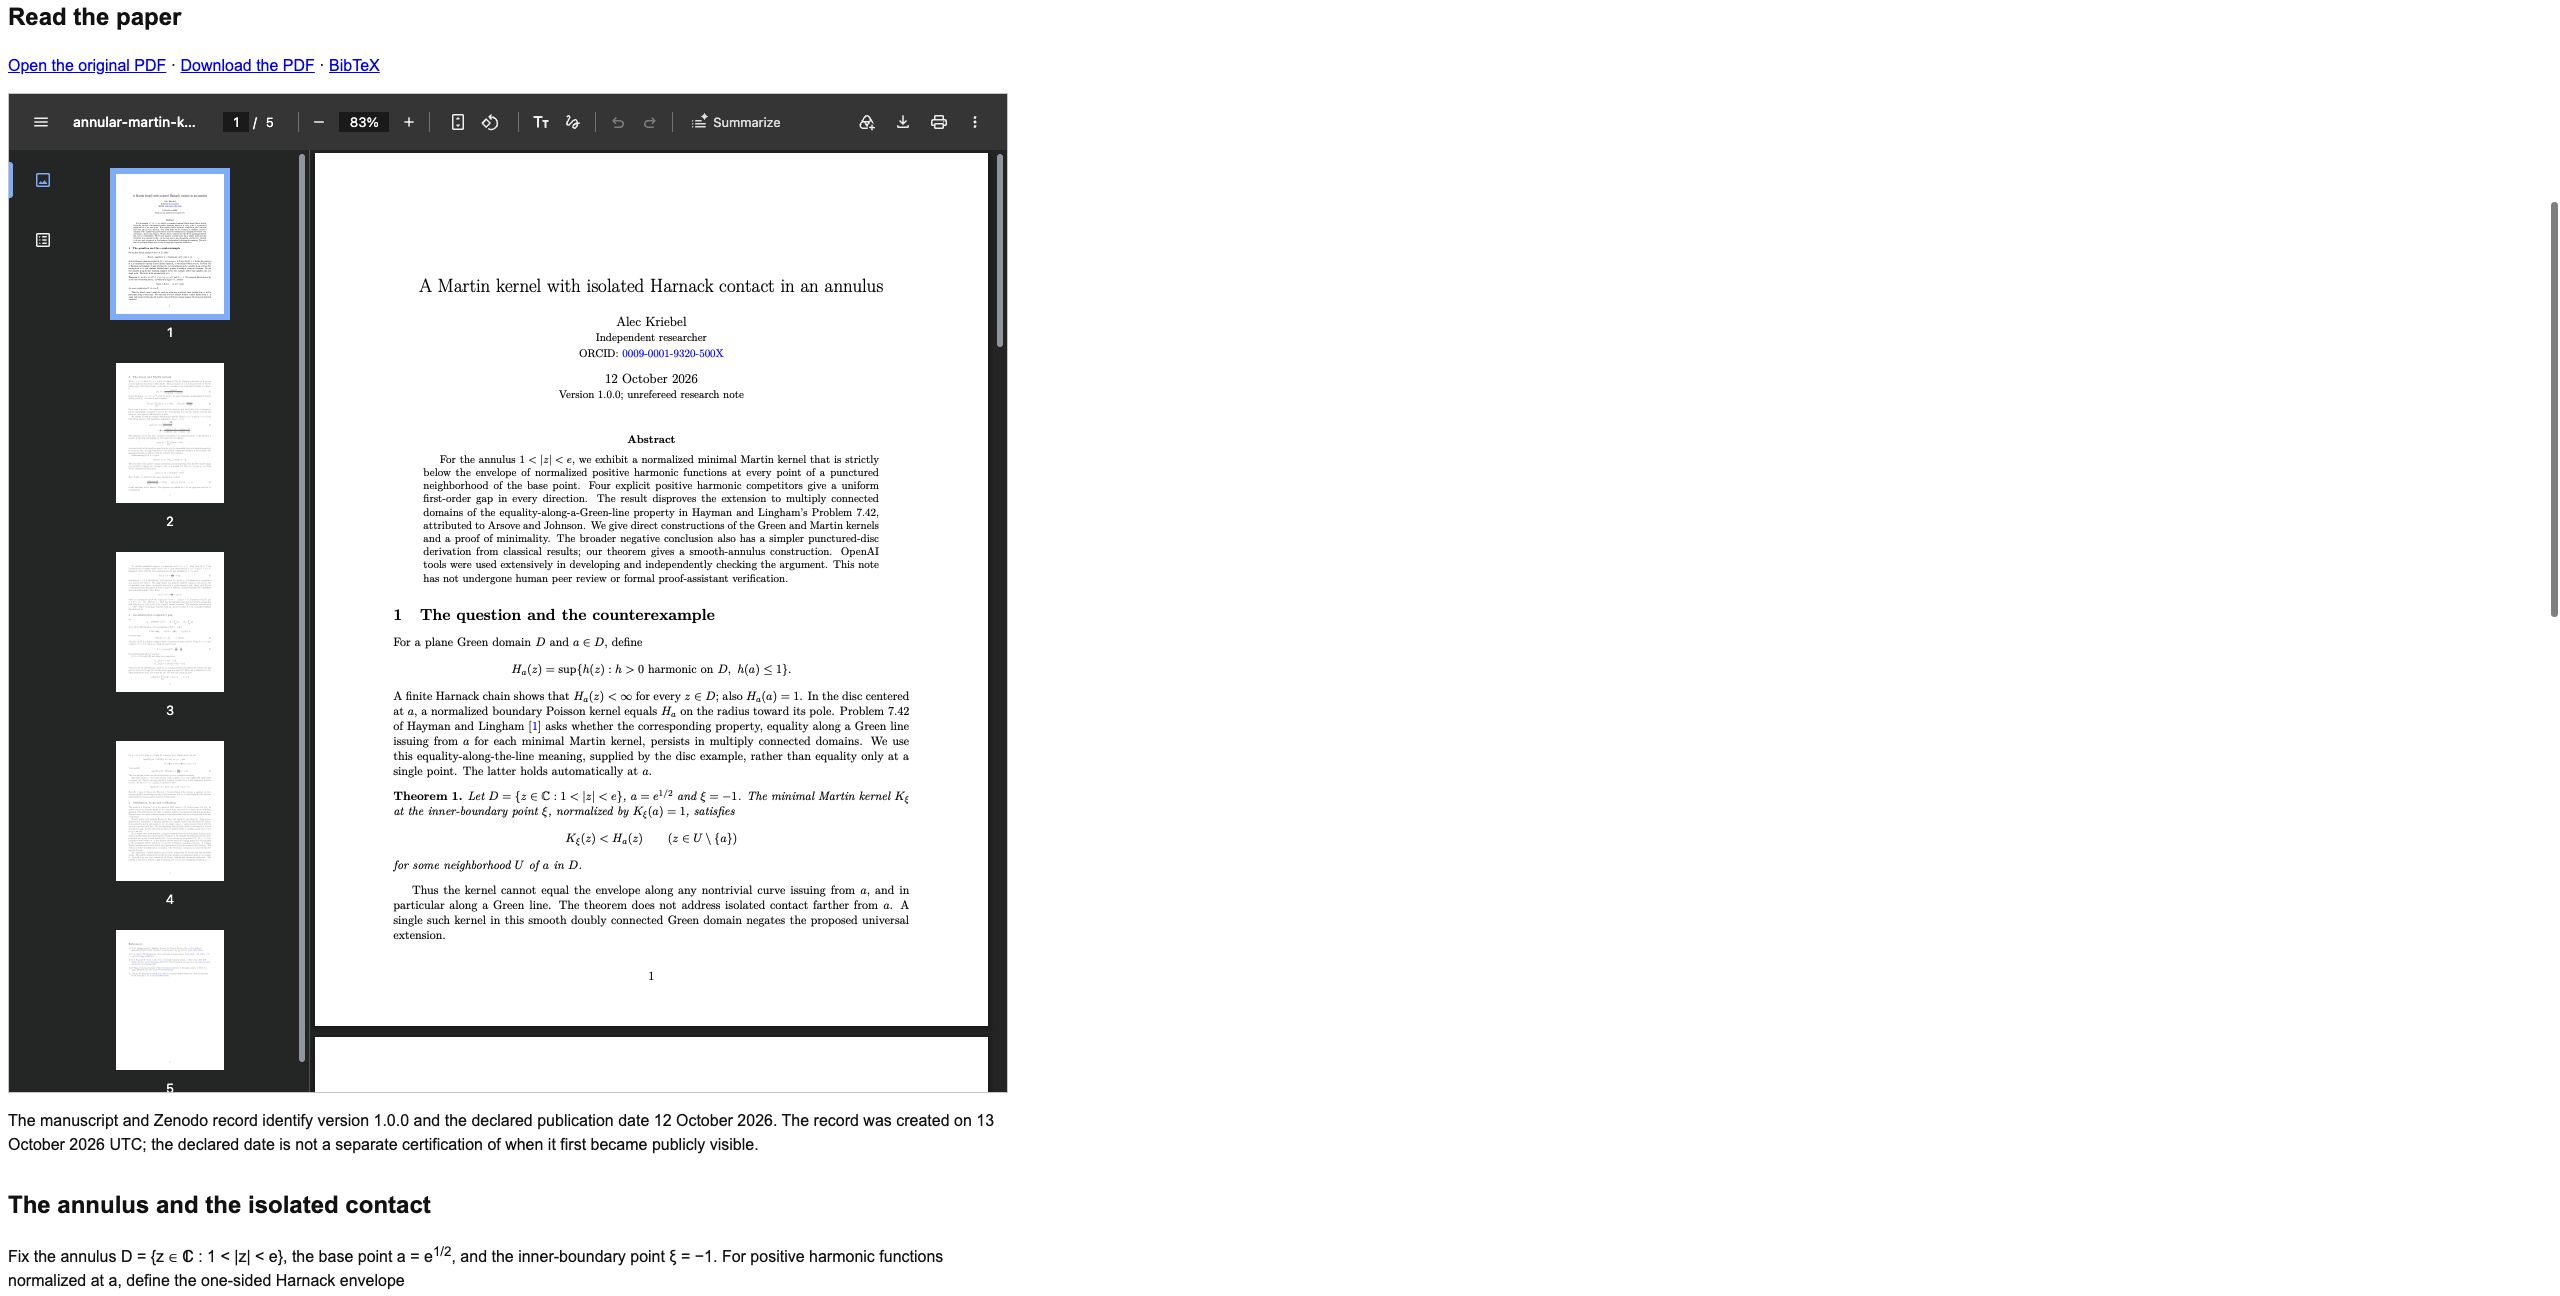 Read the paper
Open the original PDF · Download the PDF · BibTeX
annular-martin-k... 1 / 5 − 83% + Summarize
1
2
3
4
5
A Martin kernel with isolated Harnack contact in an annulus
Alec Kriebel
Independent researcher
ORCID: 0009-0001-9320-500X
12 October 2026
Version 1.0.0; unrefereed research note
Abstract
For the annulus 1 < |z| < e, we exhibit a normalized minimal Martin kernel that is strictly
below the envelope of normalized positive harmonic functions at every point of a punctured
neighborhood of the base point. Four explicit positive harmonic competitors give a uniform
first-order gap in every direction. The result disproves the extension to multiply connected
domains of the equality-along-a-Green-line property in Hayman and Lingham's Problem 7.42,
attributed to Arsove and Johnson. We give direct constructions of the Green and Martin kernels
and a proof of minimality. The broader negative conclusion also has a simpler punctured-disc
derivation from classical results; our theorem gives a smooth-annulus construction. OpenAI
tools were used extensively in developing and independently checking the argument. This note
has not undergone human peer review or formal proof-assistant verification.
1 The question and the counterexample
For a plane Green domain D and a ∈ D, define
Hₐ(z) = sup{h(z) : h > 0 harmonic on D, h(a) ≤ 1}.
A finite Harnack chain shows that Hₐ(z) < ∞ for every z ∈ D; also Hₐ(a) = 1. In the disc centered
at a, a normalized boundary Poisson kernel equals Hₐ on the radius toward its pole. Problem 7.42
of Hayman and Lingham [1] asks whether the corresponding property, equality along a Green line
issuing from a for each minimal Martin kernel, persists in multiply connected domains. We use
this equality-along-the-line meaning, supplied by the disc example, rather than equality only at a
single point. The latter holds automatically at a.
Theorem 1. Let D = {z ∈ ℂ : 1 < |z| < e}, a = e^{1/2} and ξ = −1. The minimal Martin kernel K_ξ
at the inner-boundary point ξ, normalized by K_ξ(a) = 1, satisfies
K_ξ(z) < Hₐ(z) (z ∈ U \ {a})
for some neighborhood U of a in D.
Thus the kernel cannot equal the envelope along any nontrivial curve issuing from a, and in
particular along a Green line. The theorem does not address isolated contact farther from a. A
single such kernel in this smooth doubly connected Green domain negates the proposed universal
extension.
1
The manuscript and Zenodo record identify version 1.0.0 and the declared publication date 12 October 2026. The record was created on 13
October 2026 UTC; the declared date is not a separate certification of when it first became publicly visible.
The annulus and the isolated contact
Fix the annulus D = {z ∈ ℂ : 1 < |z| < e}, the base point a = e^{1/2}, and the inner-boundary point ξ = −1. For positive harmonic functions
normalized at a, define the one-sided Harnack envelope